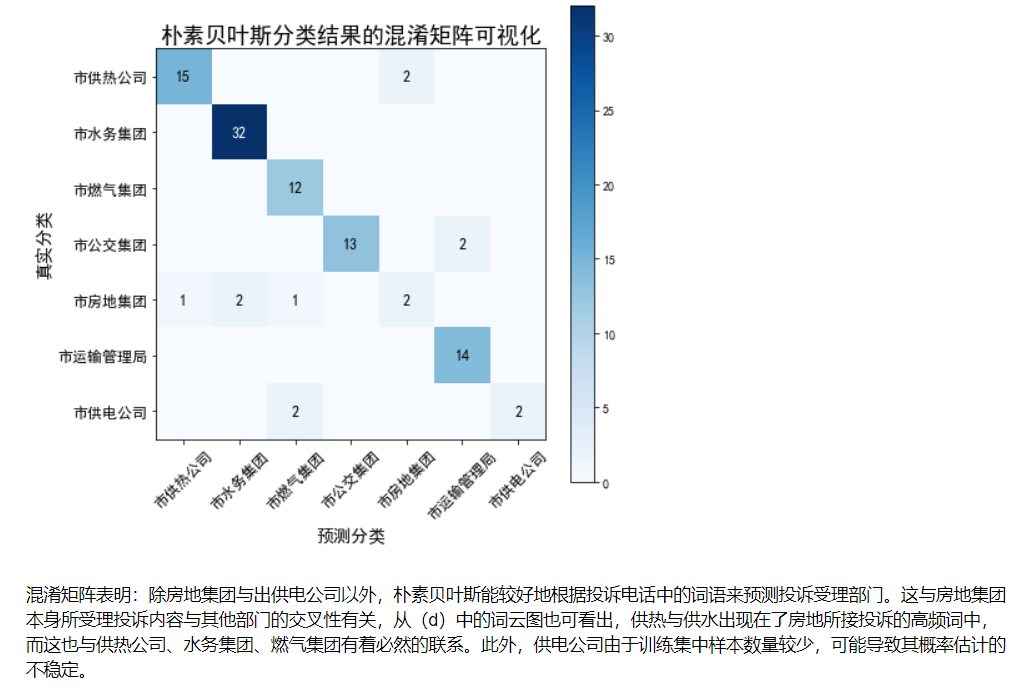 朴素贝叶斯分类结果的混淆矩阵可视化
30
25
20
15
10
5
0
真实分类
市供热公司 15 2
市水务集团 32
市燃气集团 12
市公交集团 13 2
市房地集团 1 2 1 2
市运输管理局 14
市供电公司 2 2
市供热公司 市水务集团 市燃气集团 市公交集团 市房地集团 市运输管理局 市供电公司
预测分类
混淆矩阵表明：除房地集团与出供电公司以外，朴素贝叶斯能较好地根据投诉电话中的词语来预测投诉受理部门。这与房地集团
本身所受理投诉内容与其他部门的交叉性有关，从（d）中的词云图也可看出，供热与供水出现在了房地所接投诉的高频词中，
而这也与供热公司、水务集团、燃气集团有着必然的联系。此外，供电公司由于训练集中样本数量较少，可能导致其概率估计的
不稳定。